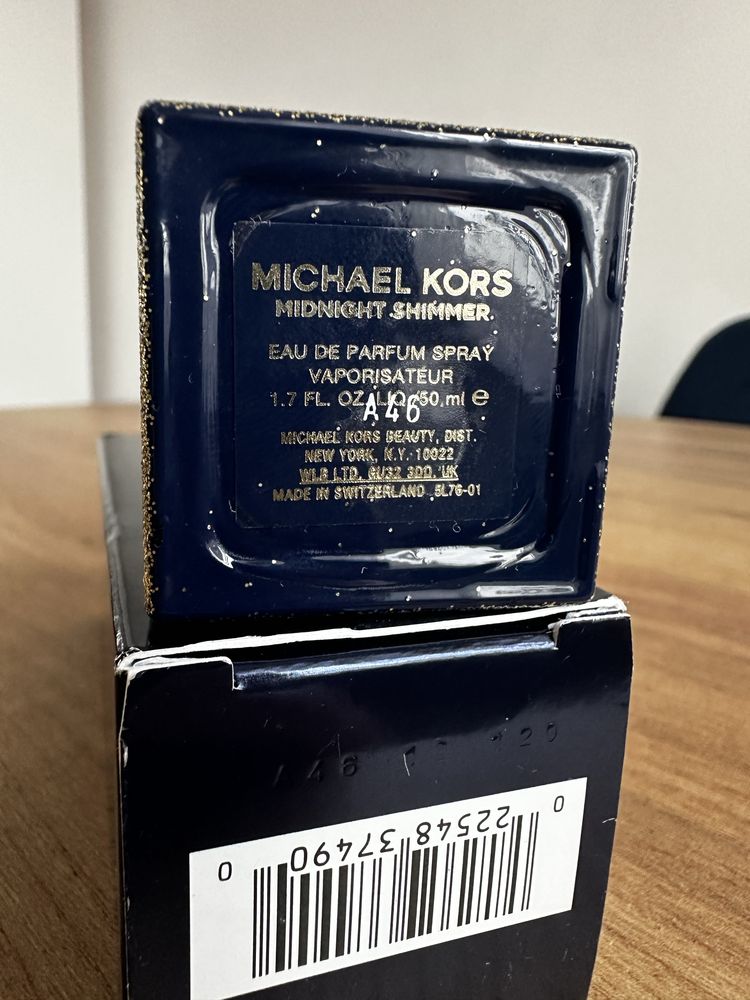 MICHAEL KORS
MIDNIGHT SHIMMER
EAU DE PARFUM SPRAY
VAPORISATEUR
1.7 FL. OZ./LIQ./50 ml e
A46
MICHAEL KORS BEAUTY, DIST.
NEW YORK, N.Y. 10022
WLB LTD, GU32 3DD, UK
MADE IN SWITZERLAND 5L76-01
A46
0 22548 37490 0